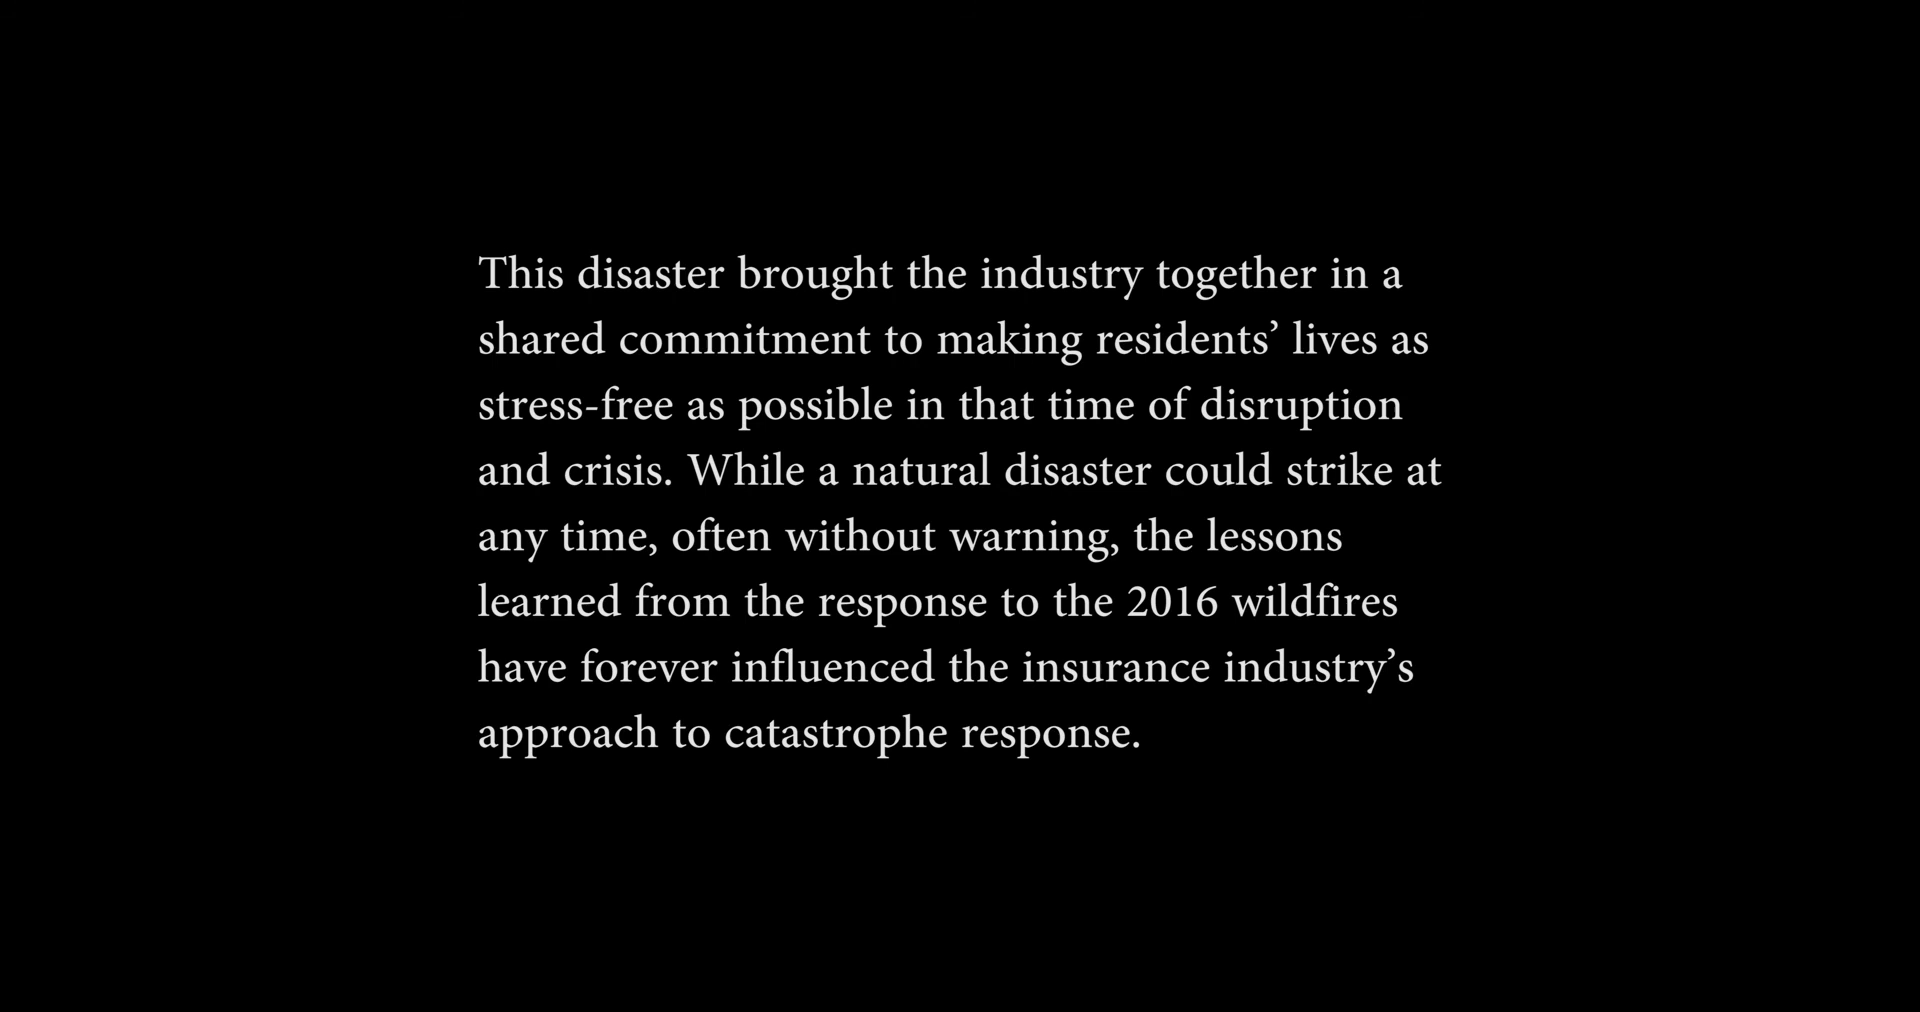 This disaster brought the industry together in a
shared commitment to making residents’ lives as
stress-free as possible in that time of disruption
and crisis. While a natural disaster could strike at
any time, often without warning, the lessons
learned from the response to the 2016 wildfires
have forever influenced the insurance industry’s
approach to catastrophe response.